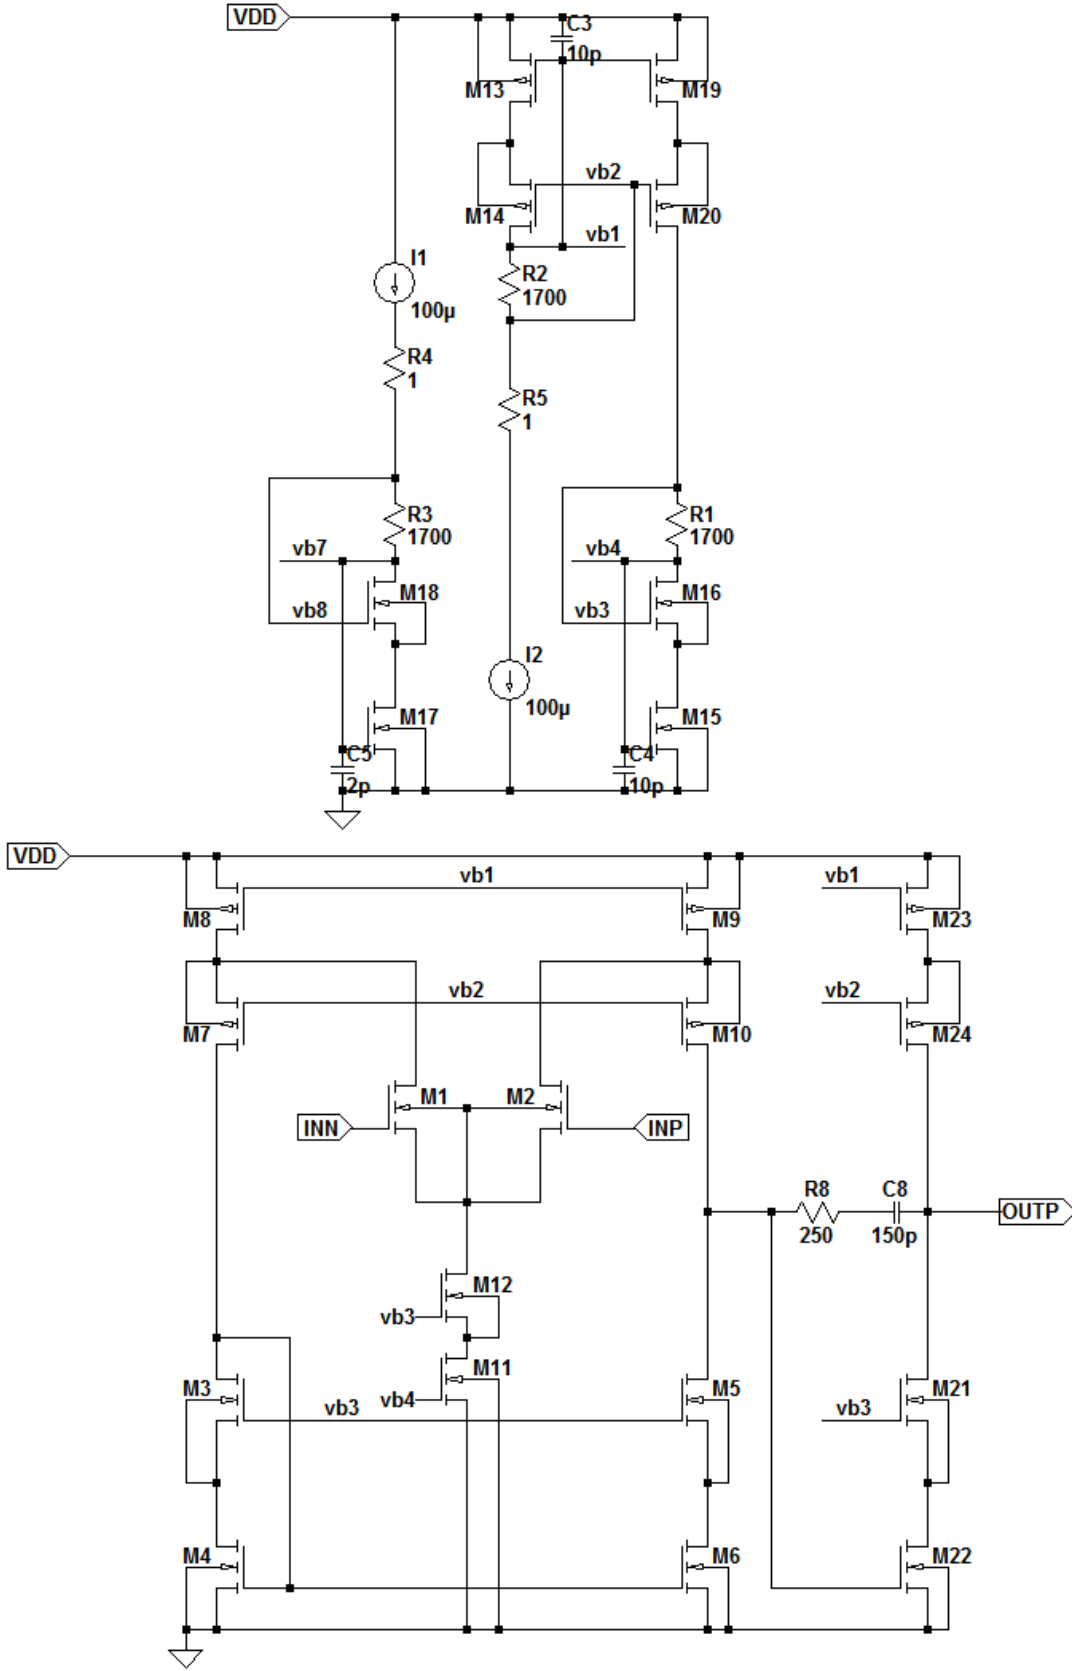 VDD
C3
10p
M13
M19
vb2
M14
M20
vb1
I1
100µ
R2
1700
R4
1
R5
1
R3
1700
R1
1700
vb7
vb4
M18
M16
vb8
vb3
I2
100µ
M17
M15
C5
2p
C4
10p
VDD
vb1
vb1
M8
M9
M23
vb2
vb2
M7
M10
M24
M1
M2
INN
INP
R8
250
C8
150p
OUTP
M12
vb3
M11
vb4
M3
M5
M21
vb3
vb3
M4
M6
M22